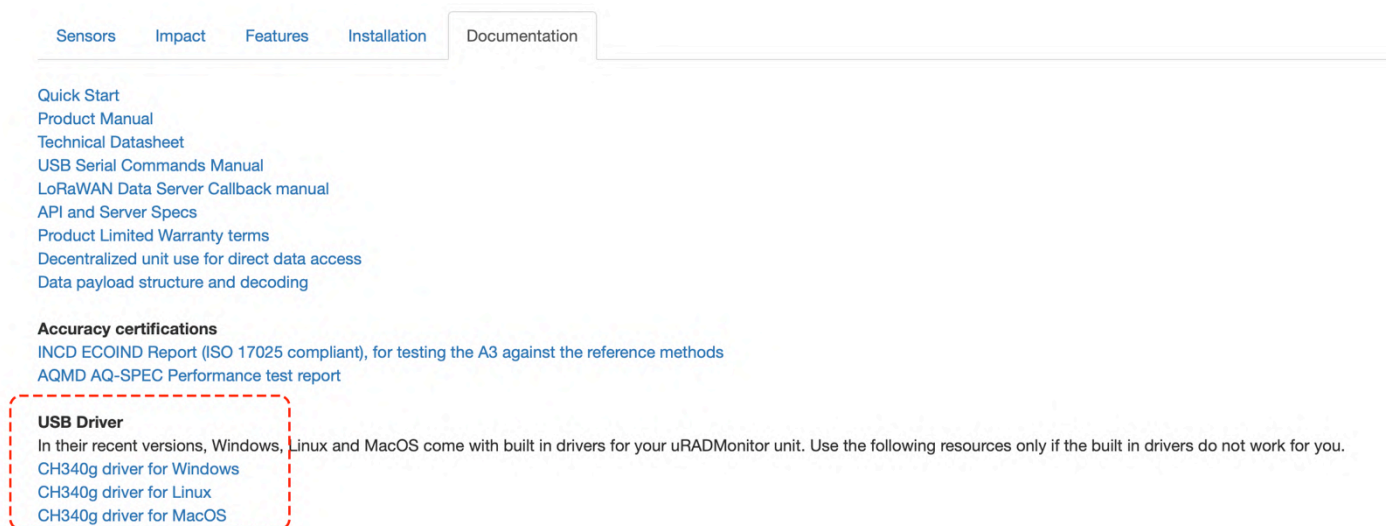 Sensors Impact Features Installation Documentation
Quick Start
Product Manual
Technical Datasheet
USB Serial Commands Manual
LoRaWAN Data Server Callback manual
API and Server Specs
Product Limited Warranty terms
Decentralized unit use for direct data access
Data payload structure and decoding
Accuracy certifications
INCD ECOIND Report (ISO 17025 compliant), for testing the A3 against the reference methods
AQMD AQ-SPEC Performance test report
USB Driver
In their recent versions, Windows, Linux and MacOS come with built in drivers for your uRADMonitor unit. Use the following resources only if the built in drivers do not work for you.
CH340g driver for Windows
CH340g driver for Linux
CH340g driver for MacOS